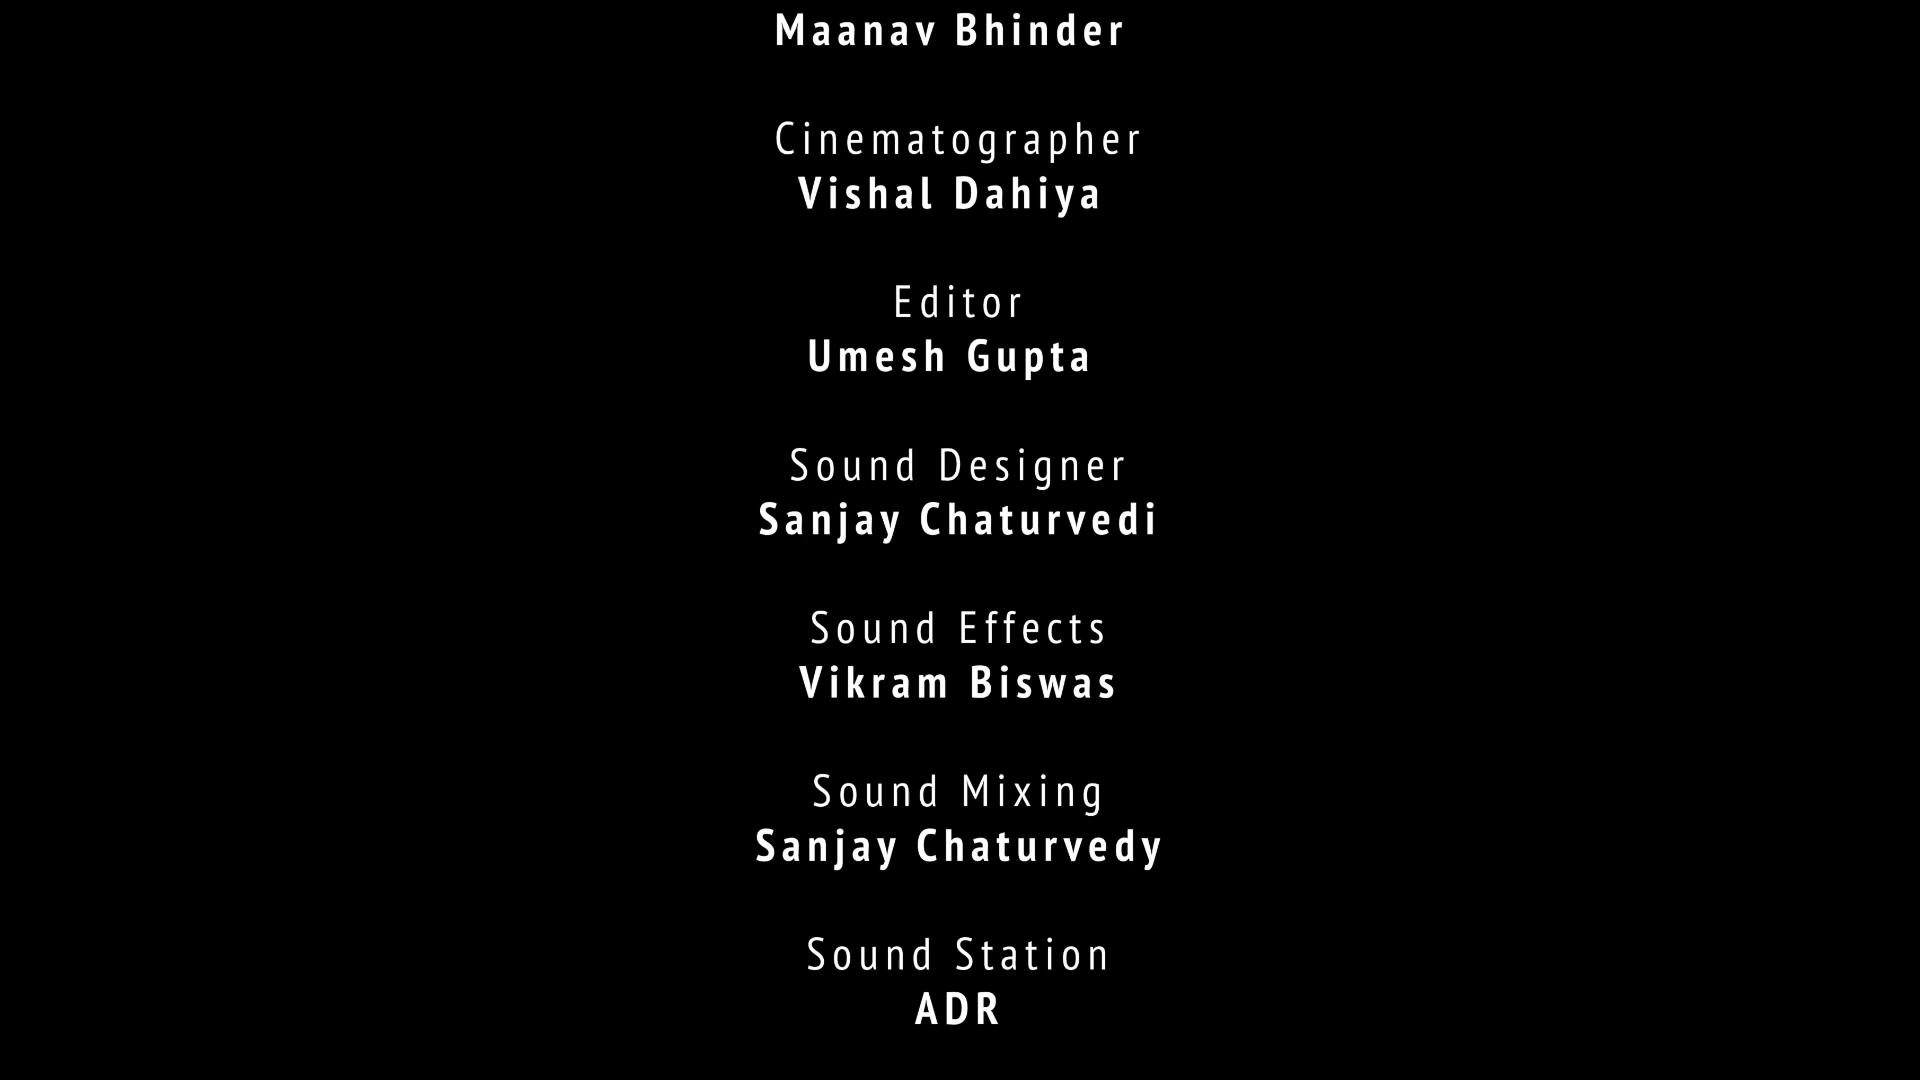 Maanav Bhinder
Cinematographer
Vishal Dahiya
Editor
Umesh Gupta
Sound Designer
Sanjay Chaturvedi
Sound Effects
Vikram Biswas
Sound Mixing
Sanjay Chaturvedy
Sound Station
ADR